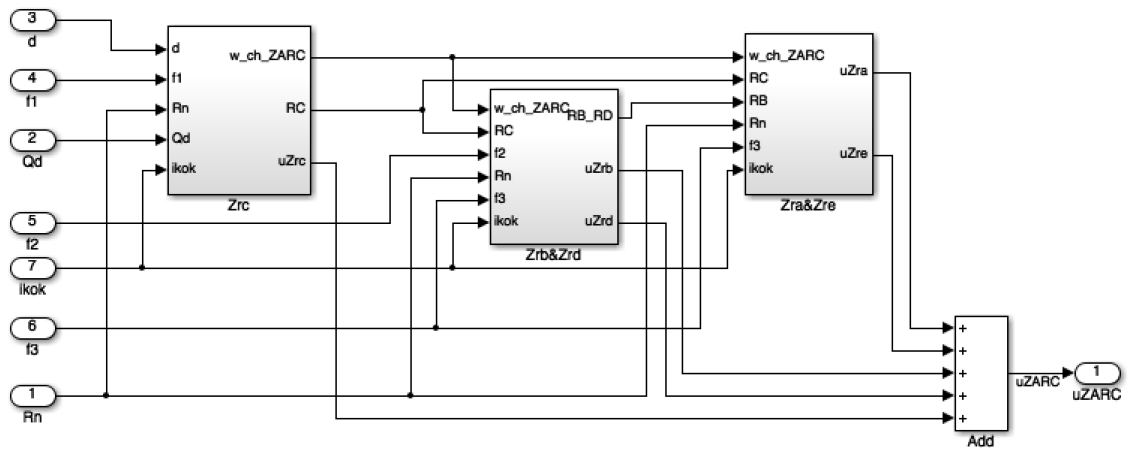 3
d
4
f1
2
Qd
5
f2
7
ikok
6
f3
1
Rn
d
f1
Rn
Qd
ikok
w_ch_ZARC
RC
uZrc
Zrc
w_ch_ZARC
RC
f2
Rn
f3
ikok
RB_RD
uZrb
uZrd
Zrb&Zrd
w_ch_ZARC
RC
RB
Rn
f3
ikok
uZra
uZre
Zra&Zre
+
+
+
+
+
Add
uZARC
1
uZARC